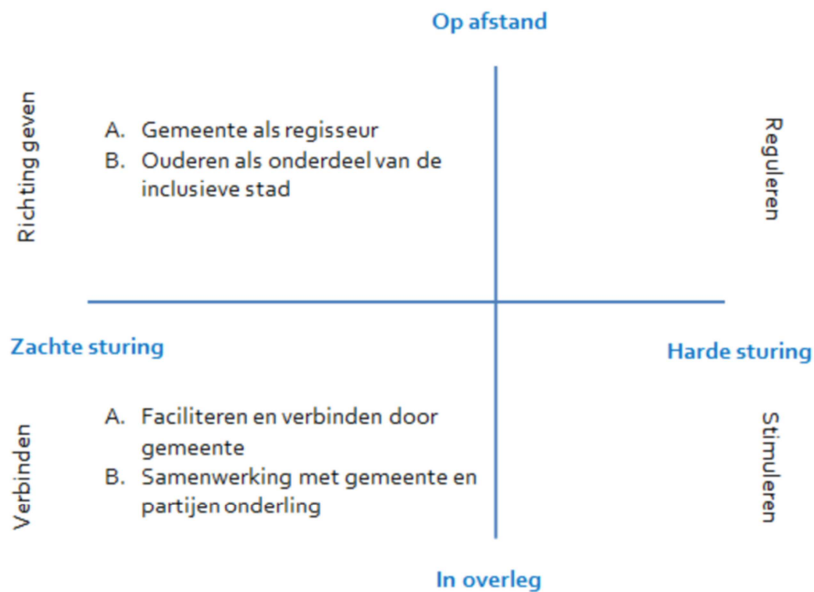 Op afstand
Richting geven
A. Gemeente als regisseur
B. Ouderen als onderdeel van de
inclusieve stad
Reguleren
Zachte sturing
Harde sturing
Verbinden
A. Faciliteren en verbinden door
gemeente
B. Samenwerking met gemeente en
partijen onderling
Stimuleren
In overleg